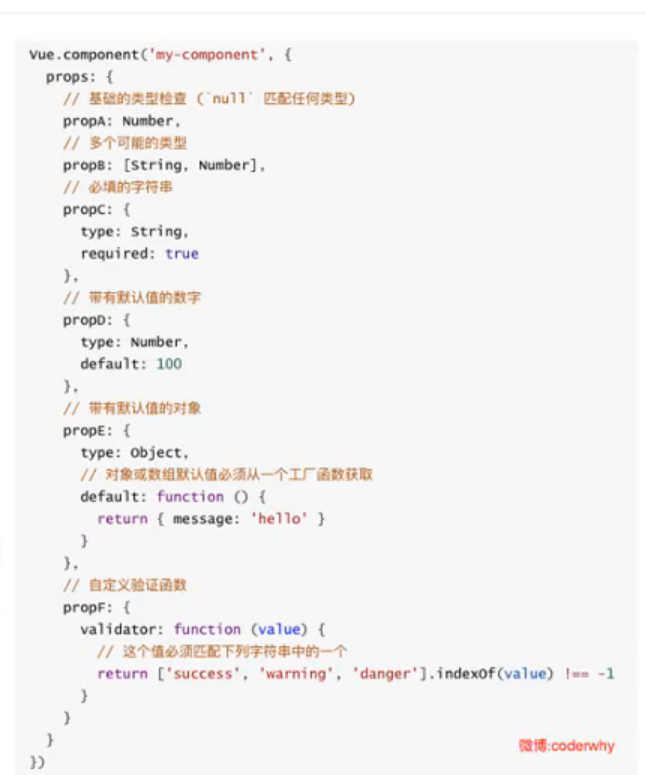 Vue.component('my-component', {
  props: {
    // 基础的类型检查 (`null` 匹配任何类型)
    propA: Number,
    // 多个可能的类型
    propB: [String, Number],
    // 必填的字符串
    propC: {
      type: String,
      required: true
    },
    // 带有默认值的数字
    propD: {
      type: Number,
      default: 100
    },
    // 带有默认值的对象
    propE: {
      type: Object,
      // 对象或数组默认值必须从一个工厂函数获取
      default: function () {
        return { message: 'hello' }
      }
    },
    // 自定义验证函数
    propF: {
      validator: function (value) {
        // 这个值必须匹配下列字符串中的一个
        return ['success', 'warning', 'danger'].indexOf(value) !== -1
      }
    }
  }
})
微博:coderwhy